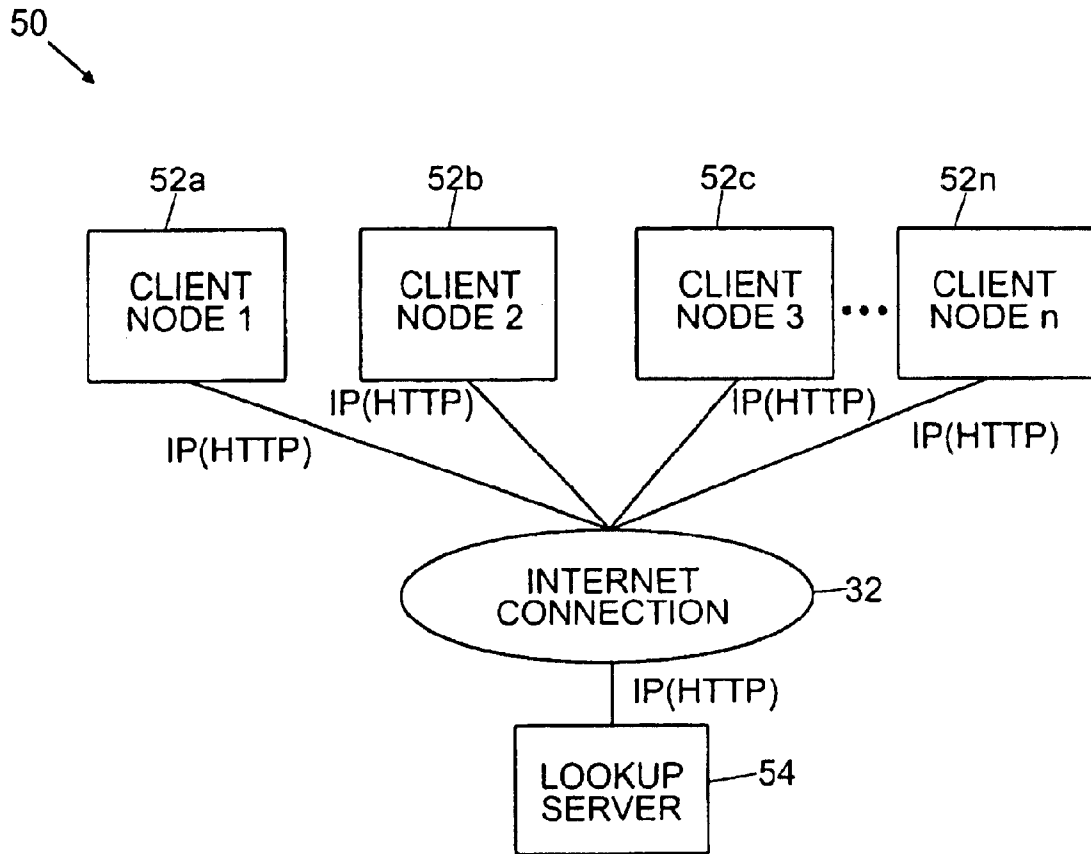 50
52a
52b
52c
52n
CLIENT
NODE 1
CLIENT
NODE 2
CLIENT
NODE 3
•••
CLIENT
NODE n
IP(HTTP)
IP(HTTP)
IP(HTTP)
IP(HTTP)
INTERNET
CONNECTION
32
IP(HTTP)
LOOKUP
SERVER
54